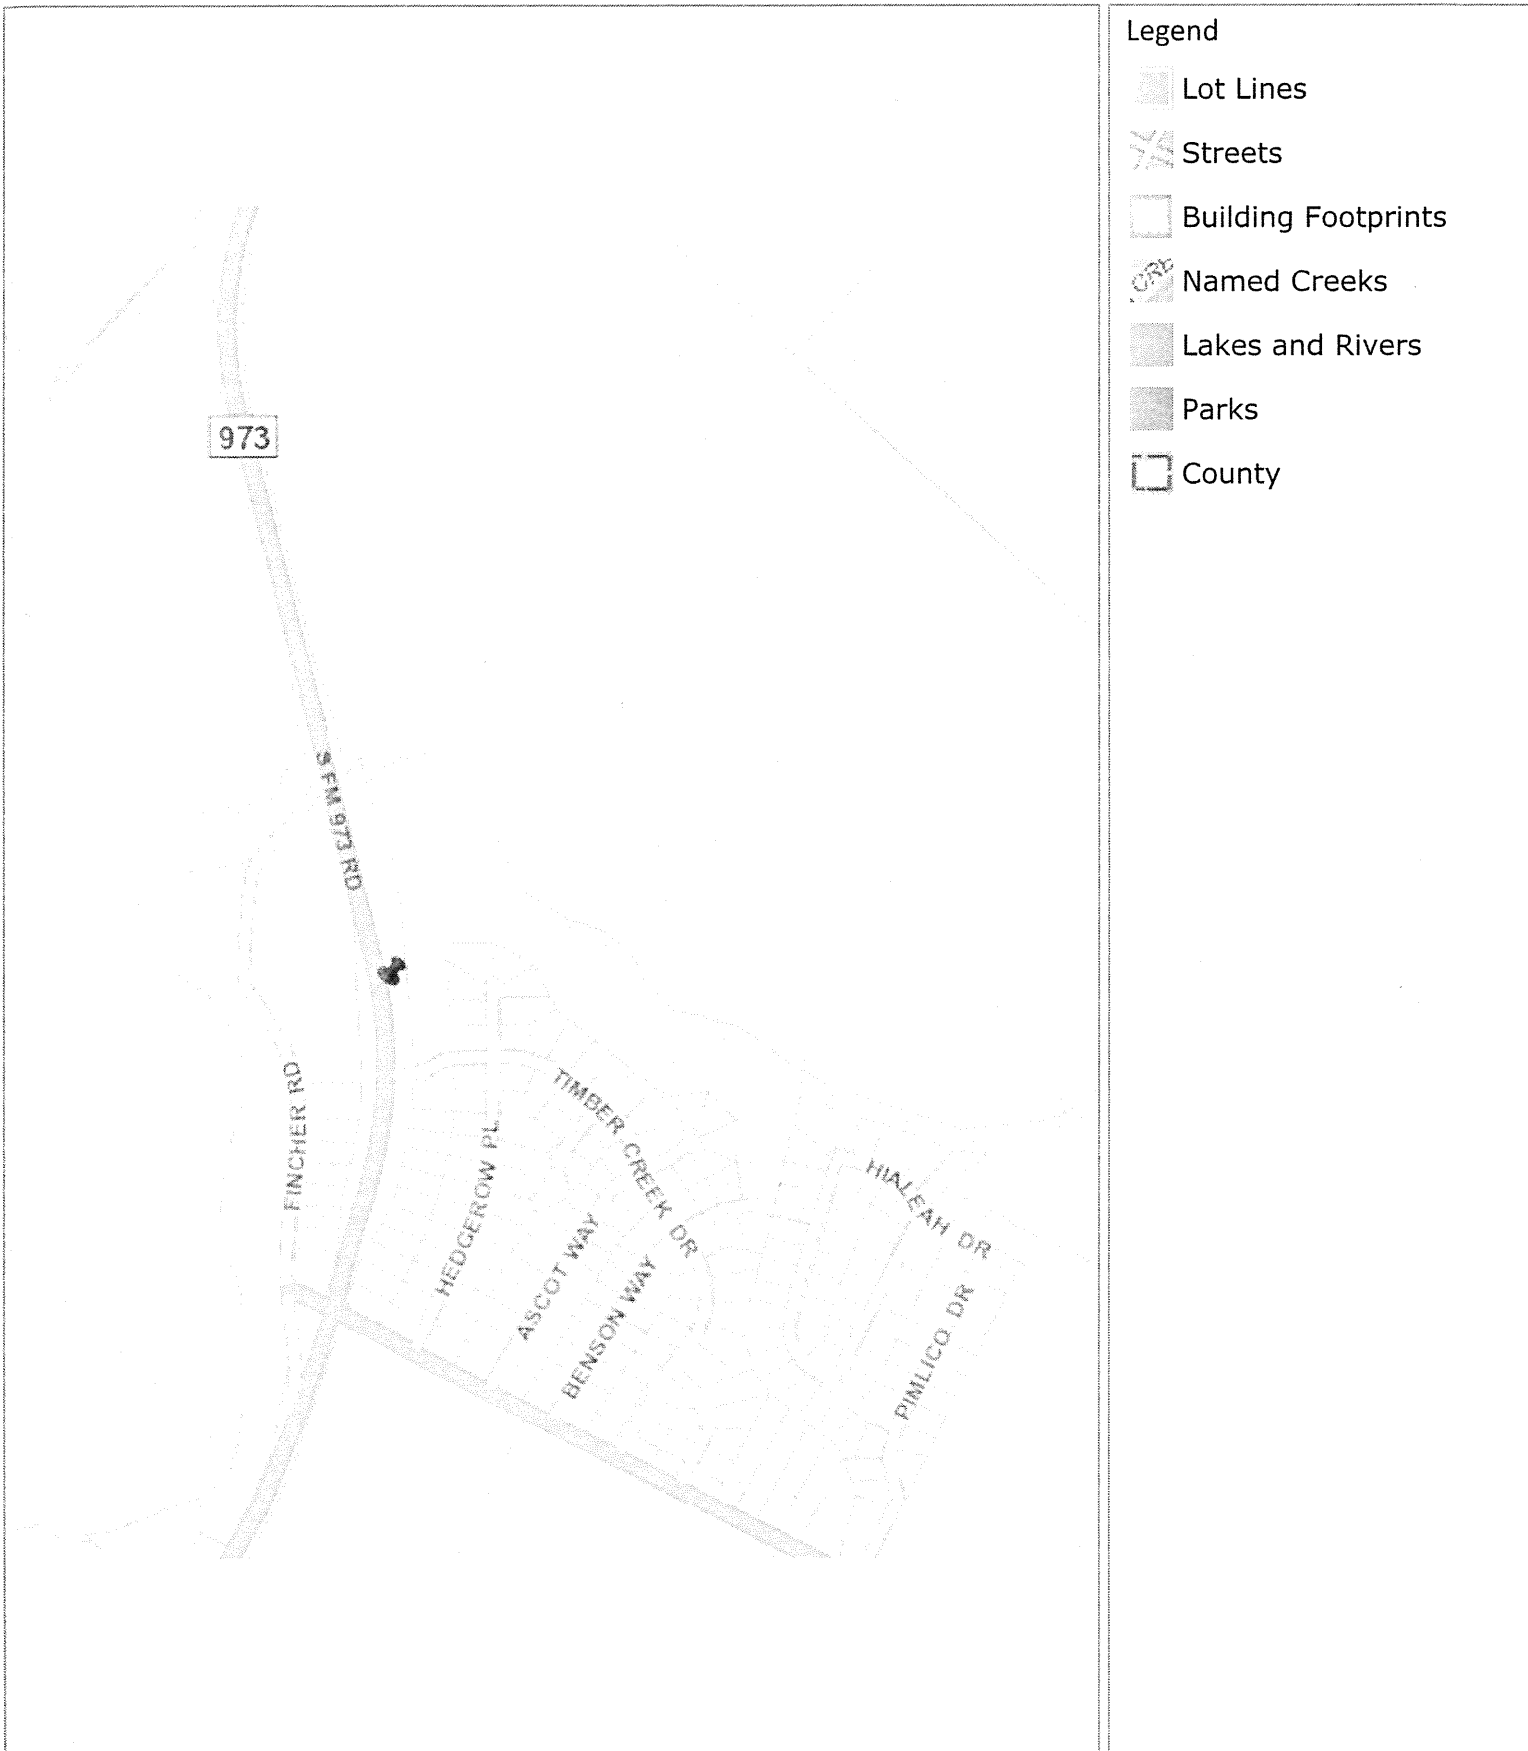 Legend
Lot Lines
Streets
Building Footprints
CRE
Named Creeks
Lakes and Rivers
Parks
County
973
S FM 973 RD
FINCHER RD
HEDGEROW PL
TIMBER CREEK DR
ASCOT WAY
BENSON WAY
HIALEAH DR
PIMLICO DR